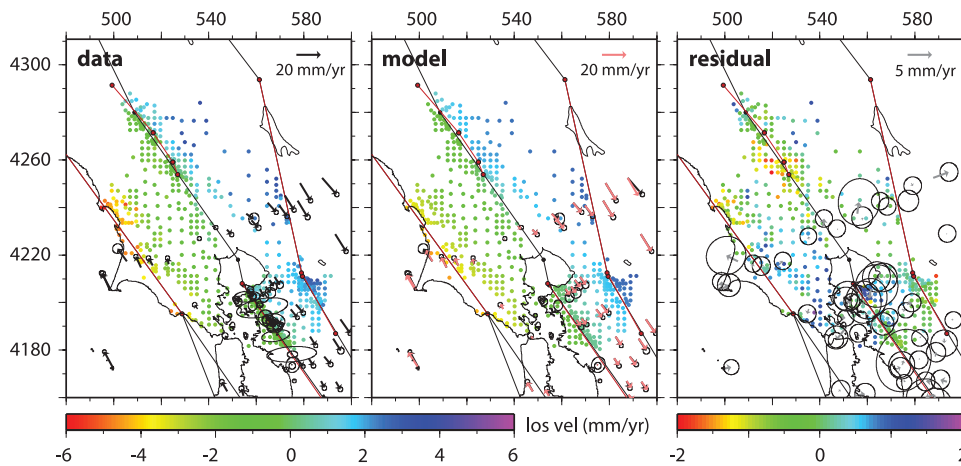 500 540 580 500 540 580 500 540 580
data model residual
20 mm/yr 20 mm/yr 5 mm/yr
4300
4260
4220
4180
-6 -4 -2 0 2 4 6 los vel (mm/yr) -2 0 2